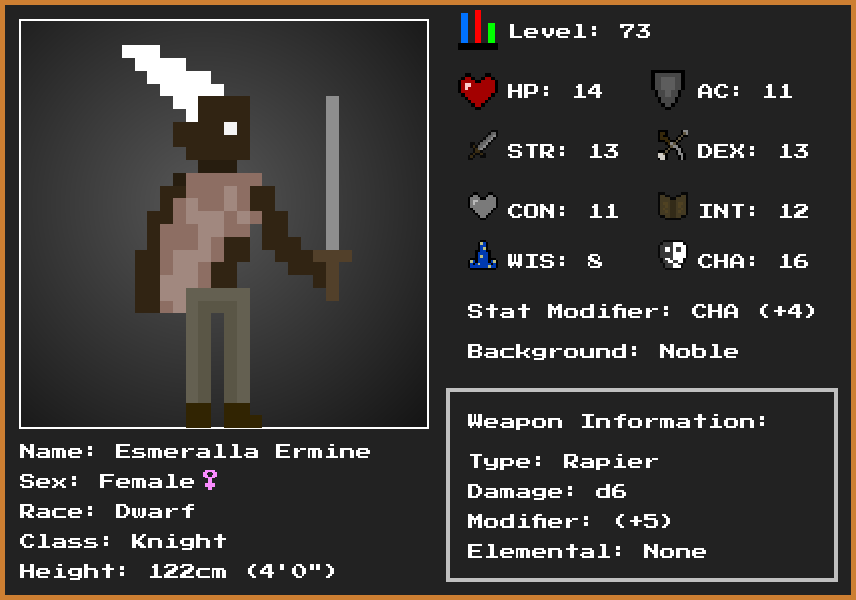 Level: 73
HP: 14 AC: 11
STR: 13 DEX: 13
CON: 11 INT: 12
WIS: 8 CHA: 16
Stat Modifier: CHA (+4)
Background: Noble
Weapon Information:
Type: Rapier
Damage: d6
Modifier: (+5)
Elemental: None
Name: Esmeralla Ermine
Sex: Female♀
Race: Dwarf
Class: Knight
Height: 122cm (4'0")